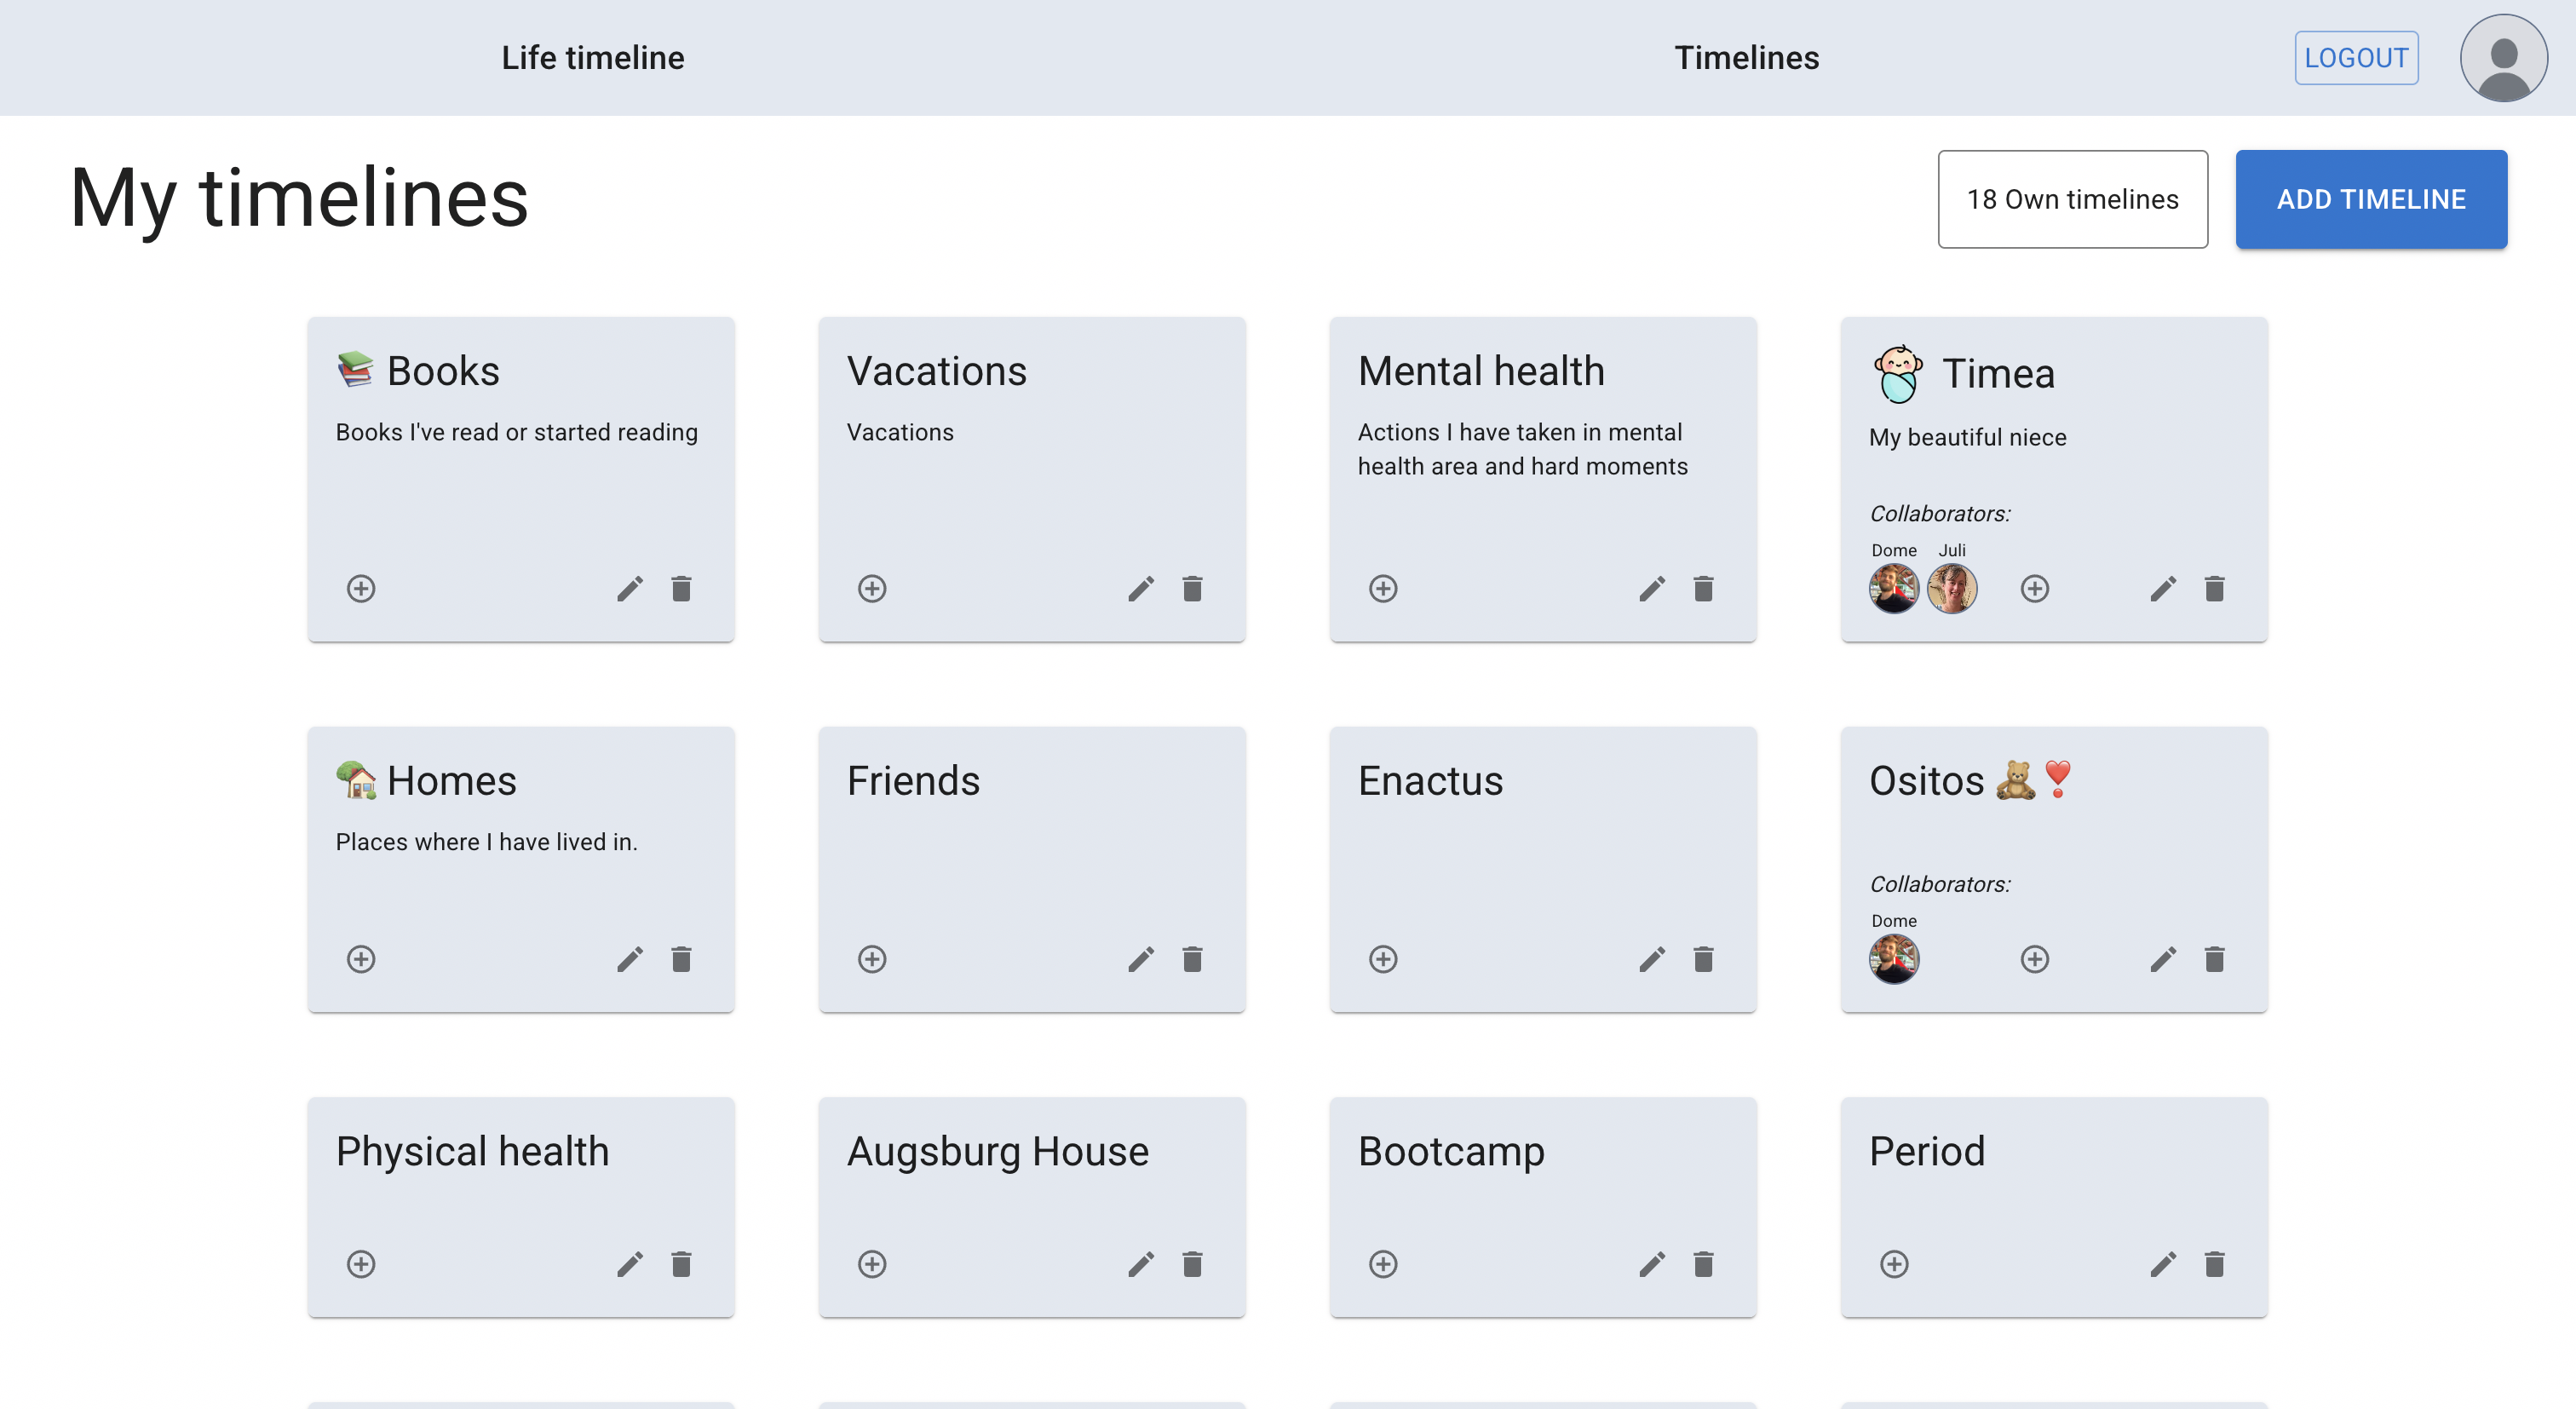 Life timeline
Timelines
LOGOUT
My timelines
18 Own timelines
ADD TIMELINE
📚 Books
Books I've read or started reading
Vacations
Vacations
Mental health
Actions I have taken in mental
health area and hard moments
Timea
My beautiful niece
Collaborators:
Dome
Juli
🏡 Homes
Places where I have lived in.
Friends
Enactus
Ositos 🧸❣️
Collaborators:
Dome
Physical health
Augsburg House
Bootcamp
Period